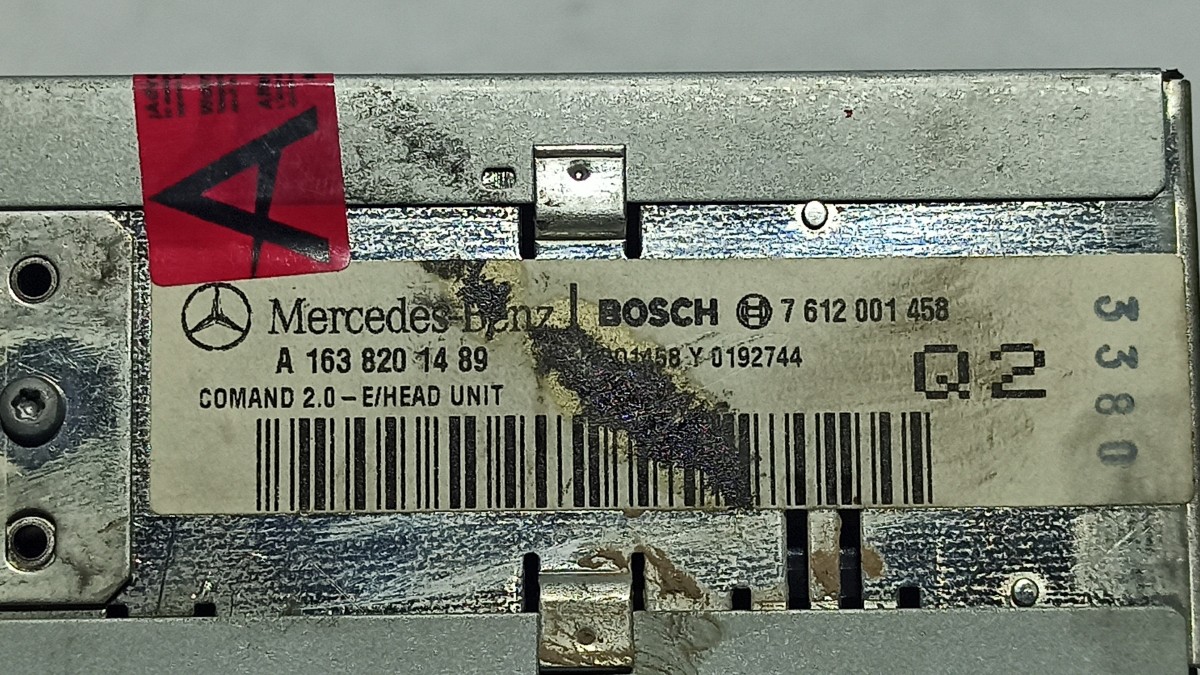 A
Mercedes-Benz | BOSCH 7 612 001 458
A 163 820 14 89
Y 0192744
COMAND 2.0 - E/HEAD UNIT
Q2
3380